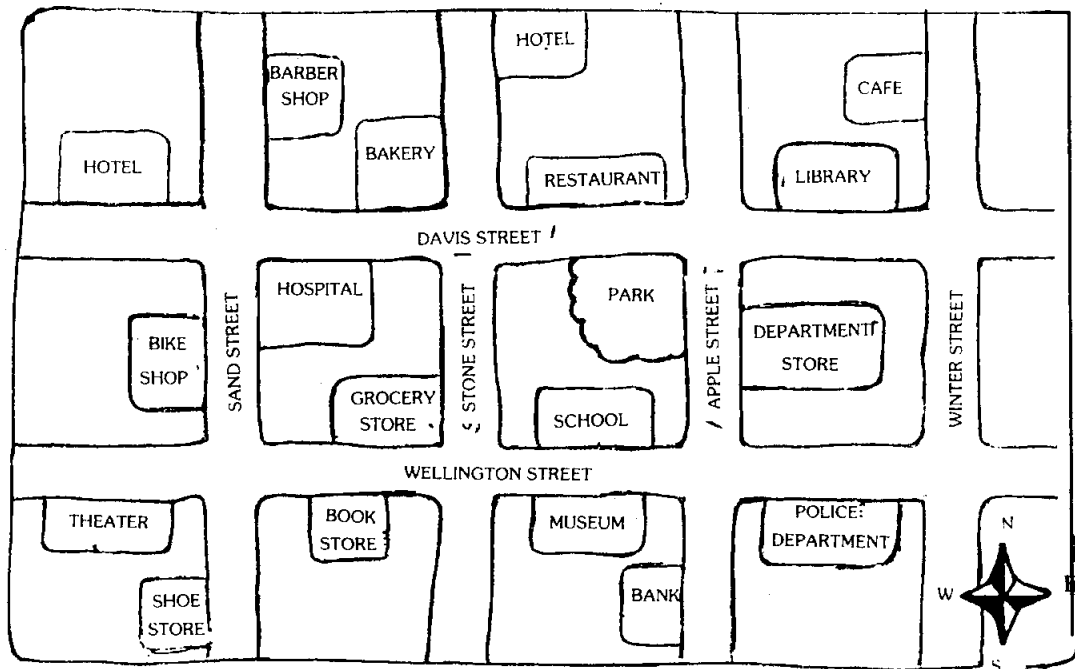 HOTEL
BARBER
SHOP
CAFE
BAKERY
HOTEL
RESTAURANT
LIBRARY
DAVIS STREET
HOSPITAL
PARK
SAND STREET
STONE STREET
APPLE STREET
WINTER STREET
BIKE
SHOP
DEPARTMENT
STORE
GROCERY
STORE
SCHOOL
WELLINGTON STREET
THEATER
BOOK
STORE
MUSEUM
POLICE
DEPARTMENT
SHOE
STORE
BANK
N
W
E
S